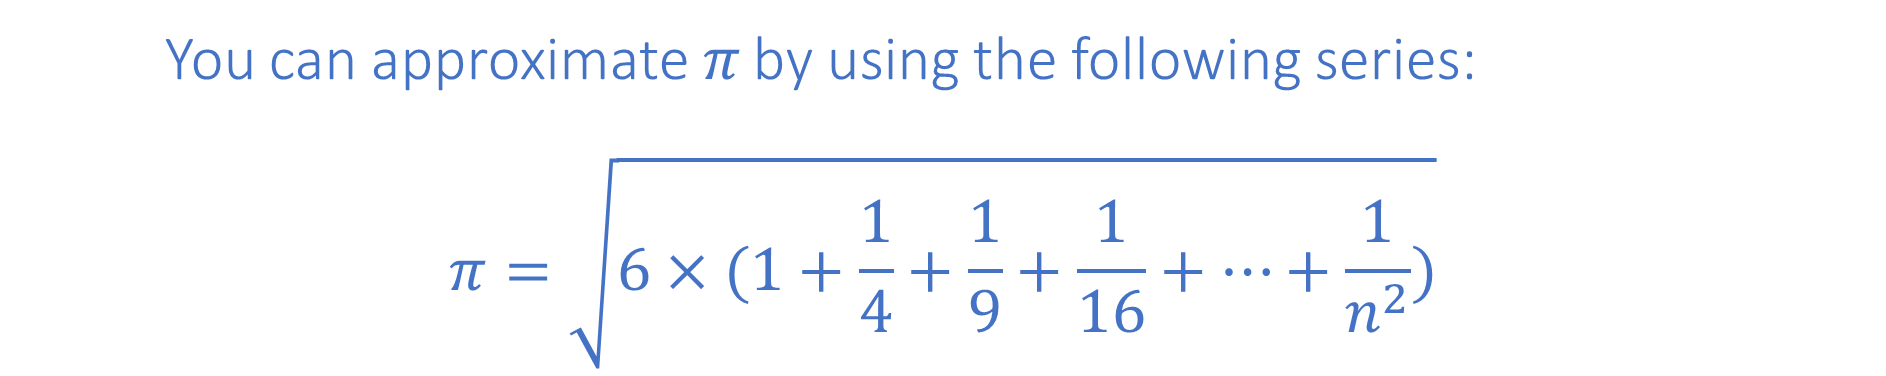 You can approximate π by using the following series:
π = √(6 × (1 + 1/4 + 1/9 + 1/16 + ⋯ + 1/n²))